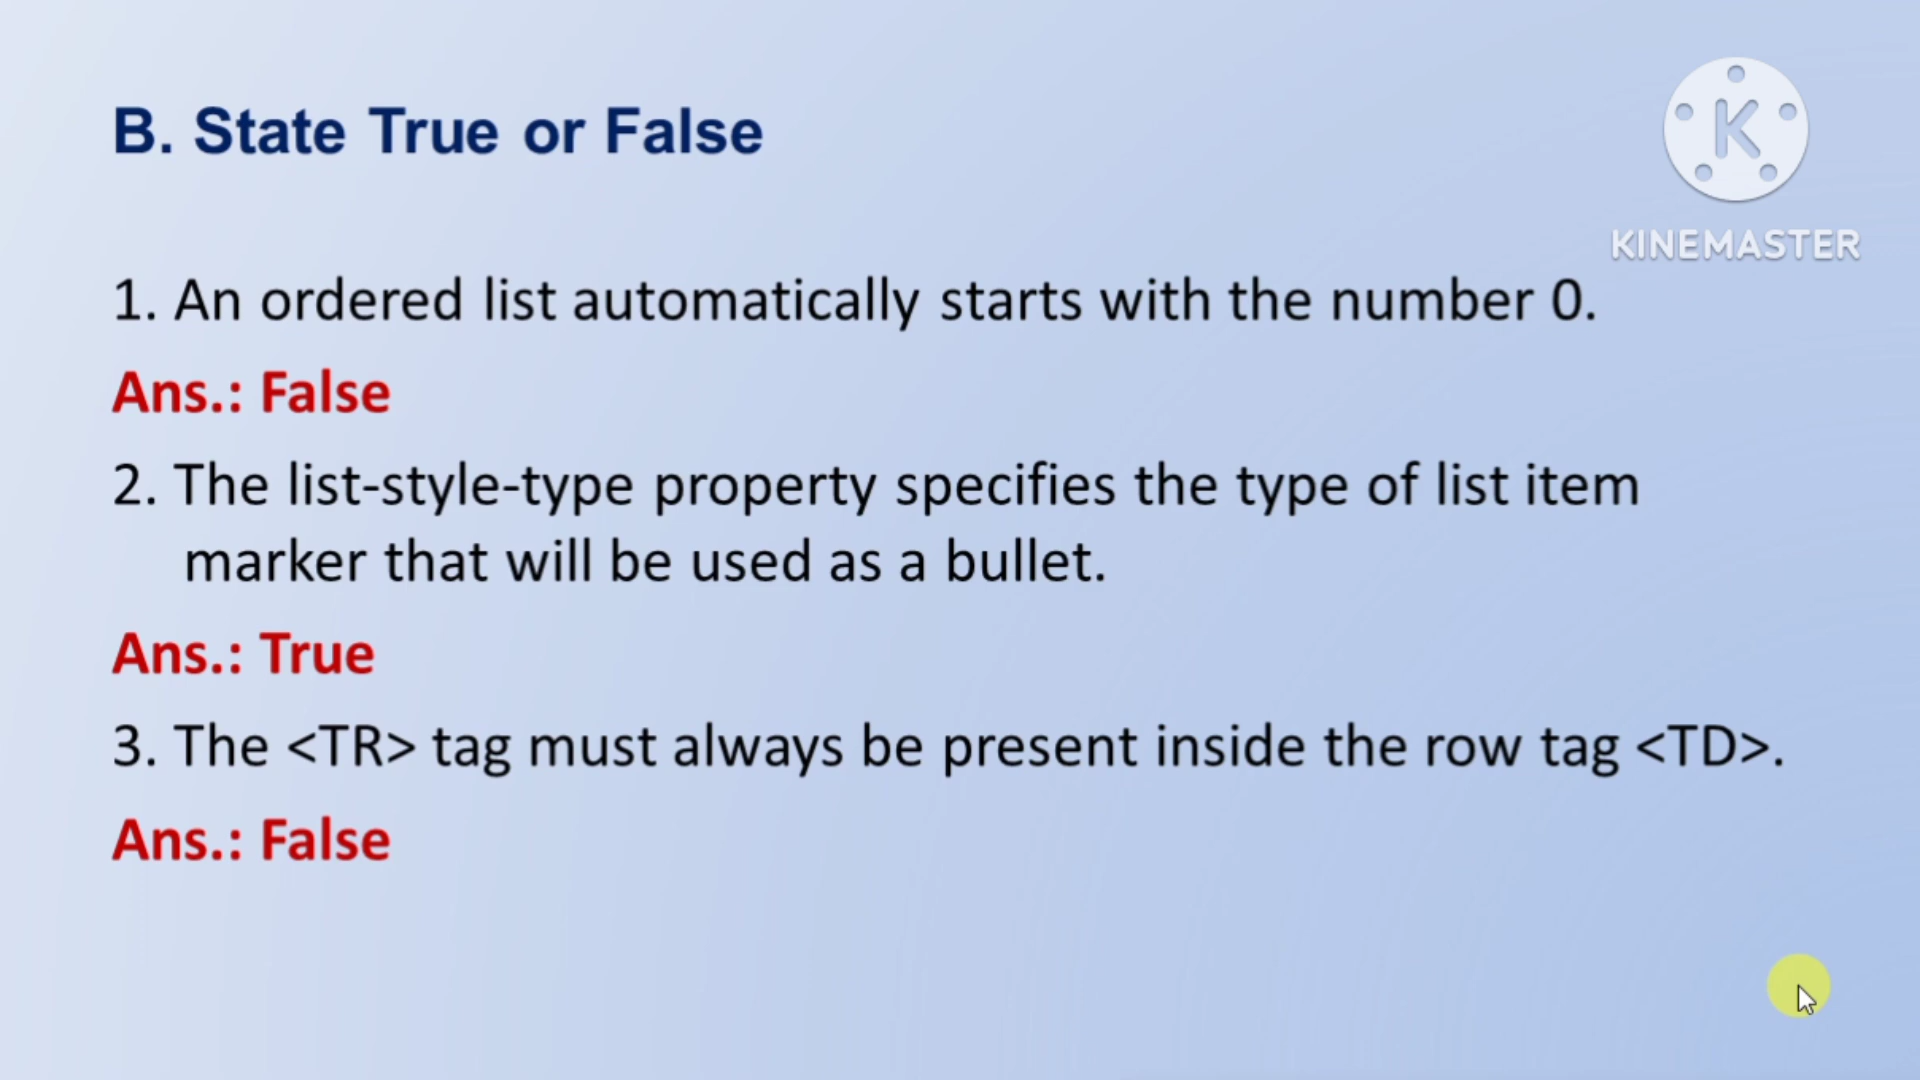 B. State True or False
K
KINEMASTER
1. An ordered list automatically starts with the number 0.
Ans.: False
2. The list-style-type property specifies the type of list item
marker that will be used as a bullet.
Ans.: True
3. The <TR> tag must always be present inside the row tag <TD>.
Ans.: False